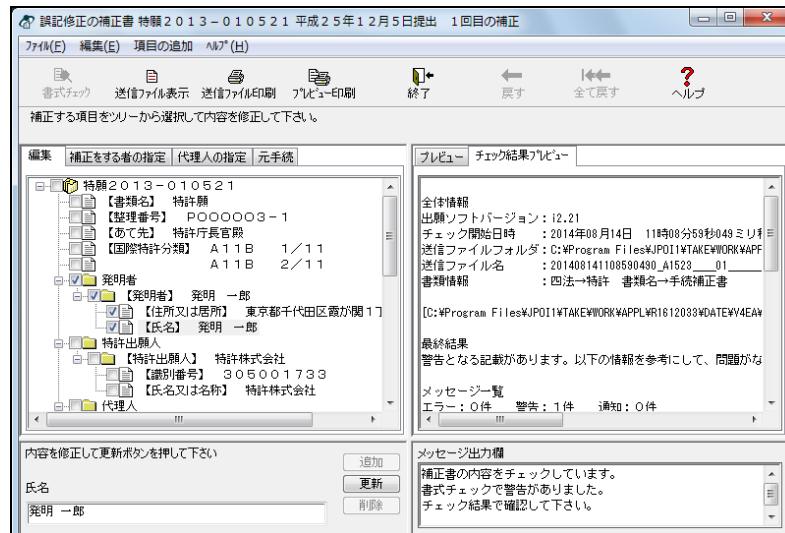 誤記修正の補正書 特願２０１３－０１０５２１ 平成２５年１２月５日提出　１回目の補正
ﾌｧｲﾙ(F)　編集(E)　項目の追加　ﾍﾙﾌﾟ(H)
書式ﾁｪｯｸ　送信ﾌｧｲﾙ表示　送信ﾌｧｲﾙ印刷　ﾌﾟﾚﾋﾞｭｰ印刷　終了　戻す　全て戻す　ヘルプ
補正する項目をツリーから選択して内容を修正して下さい。
編集　補正をする者の指定　代理人の指定　元手続
特願２０１３－０１０５２１
【書類名】　特許願
【整理番号】　Ｐ００００３－１
【あて先】　特許庁長官殿
【国際特許分類】　Ａ１１Ｂ　　１／１１
Ａ１１Ｂ　　２／１１
発明者
【発明者】　発明　一郎
【住所又は居所】　東京都千代田区霞が関１丁
【氏名】　発明　一郎
特許出願人
【特許出願人】　特許株式会社
【識別番号】　３０５００１７３３
【氏名又は名称】　特許株式会社
代理人
内容を修正して更新ボタンを押して下さい
追加
更新
氏名
削除
発明　一郎
プレビュー　チェック結果プレビュー
全体情報
出願ソフトバージョン：i2.21
チェック開始日時　　：2014年08月14日　11時08分59秒049ミリ秒
送信ファイルフォルダ：C:¥Program Files¥JPOI1¥TAKE¥WORK¥APP
送信ファイル名　　　：201408141108590490_A1523____01_____
書類情報　　　　　　：四法→特許　書類名→手続補正書
[C:¥Program Files¥JPOI1¥TAKE¥WORK¥APPL¥R1612033¥DATE¥V4EA¥
最終結果
警告となる記載があります。以下の情報を参考にして、問題がな
メッセージ一覧
エラー：０件　　警告：１件　　通知：０件
メッセージ出力欄
補正書の内容をチェックしています。
書式チェックで警告がありました。
チェック結果で確認して下さい。